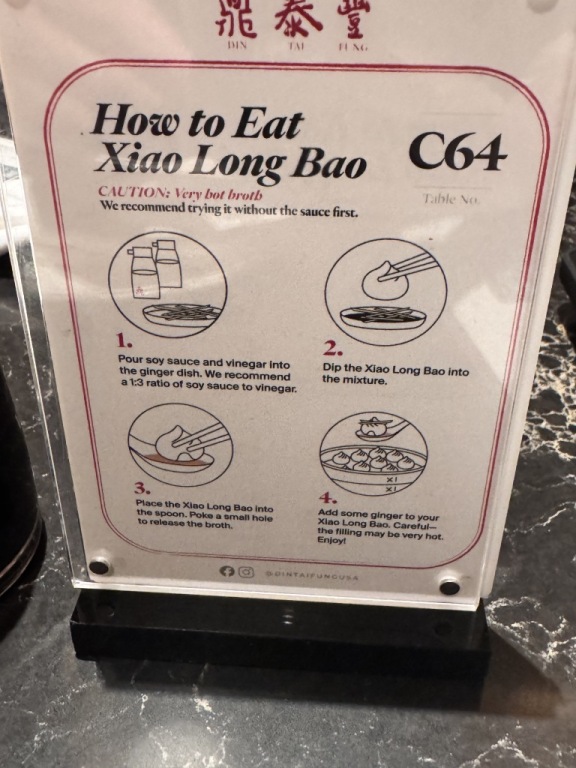 鼎泰豐
DIN TAI FUNG
How to Eat
Xiao Long Bao
C64
Table No.
CAUTION: Very hot broth
We recommend trying it without the sauce first.
1.
Pour soy sauce and vinegar into
the ginger dish. We recommend
a 1:3 ratio of soy sauce to vinegar.
2.
Dip the Xiao Long Bao into
the mixture.
3.
Place the Xiao Long Bao into
the spoon. Poke a small hole
to release the broth.
4.
Add some ginger to your
Xiao Long Bao. Careful—
the filling may be very hot.
Enjoy!
@DINTAIFUNGUSA